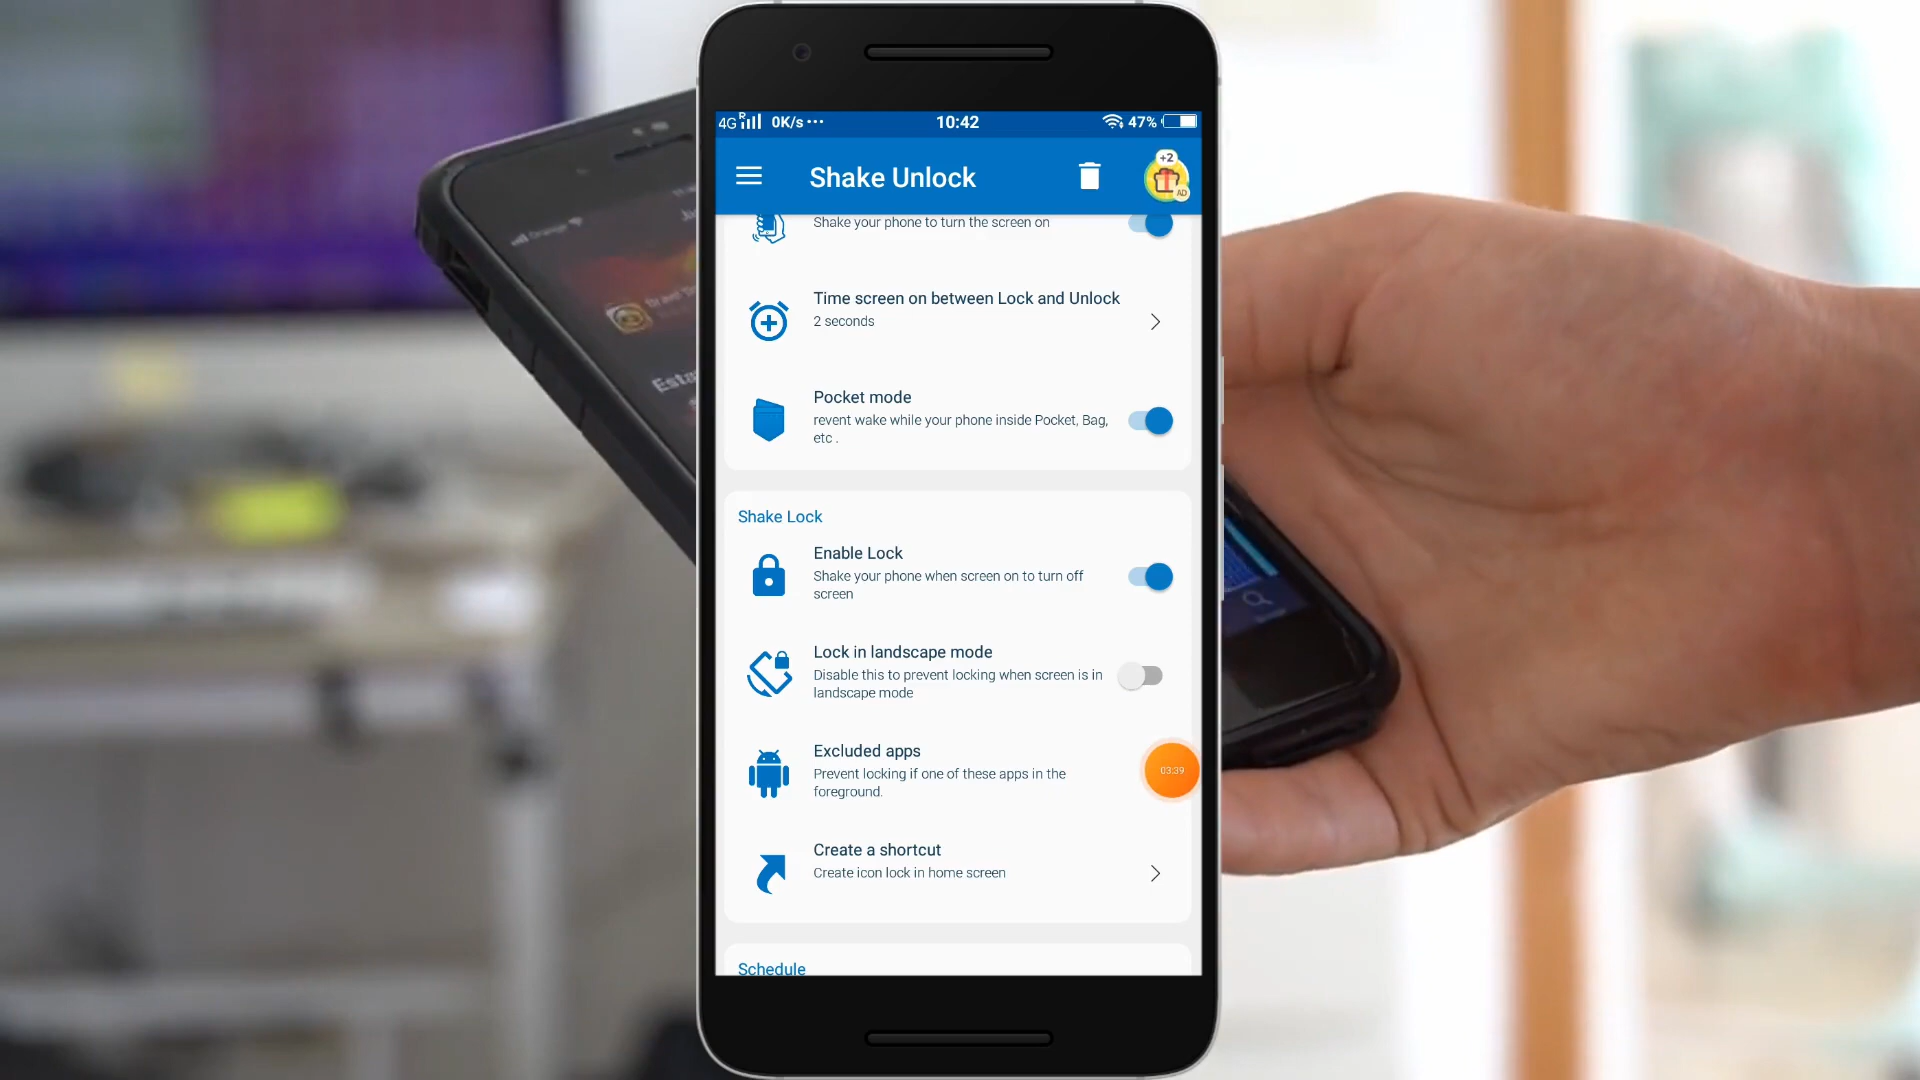 4G R 0K/s ··· 10:42 47%
Shake Unlock
+2
AD
Shake your phone to turn the screen on
Time screen on between Lock and Unlock
2 seconds
Pocket mode
revent wake while your phone inside Pocket, Bag,
etc .
Shake Lock
Enable Lock
Shake your phone when screen on to turn off
screen
Lock in landscape mode
Disable this to prevent locking when screen is in
landscape mode
Excluded apps
Prevent locking if one of these apps in the
foreground.
03:39
Create a shortcut
Create icon lock in home screen
Schedule